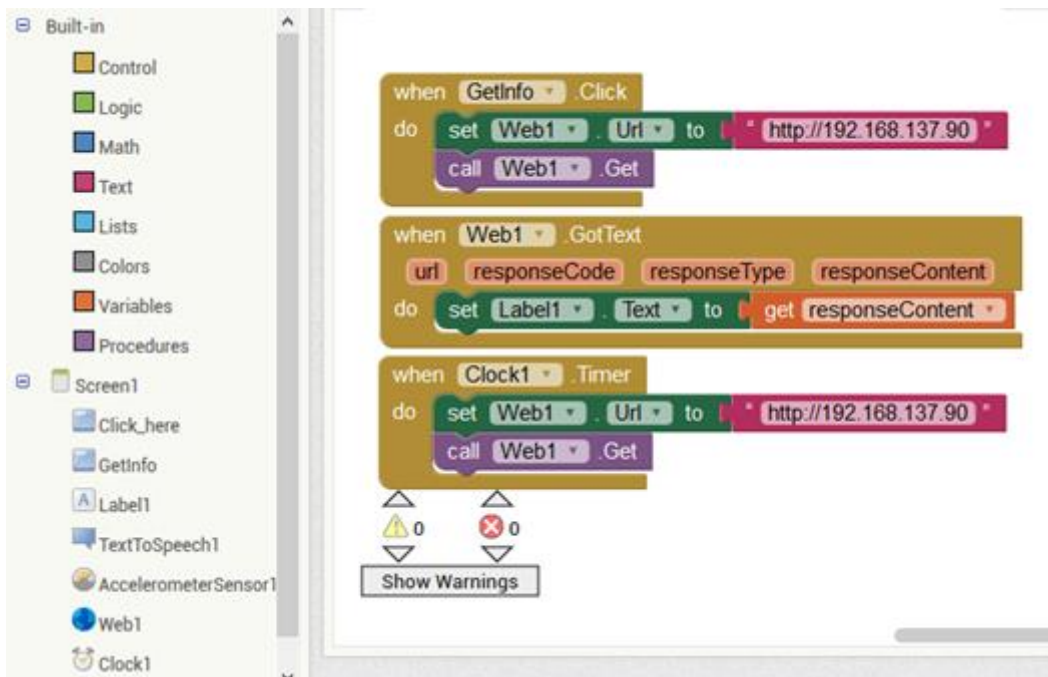 Built-in
Control
Logic
Math
Text
Lists
Colors
Variables
Procedures
Screen1
Click_here
GetInfo
Label1
TextToSpeech1
AccelerometerSensor1
Web1
Clock1
when GetInfo .Click
do set Web1 . Url to " http://192.168.137.90 "
call Web1 .Get
when Web1 .GotText
url responseCode responseType responseContent
do set Label1 . Text to get responseContent
when Clock1 .Timer
do set Web1 . Url to " http://192.168.137.90 "
call Web1 .Get
0 0
Show Warnings